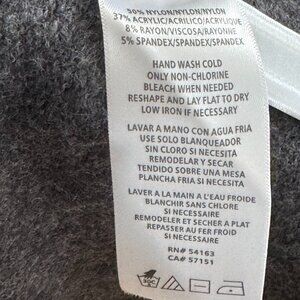 50% NYLON/NYLON/NYLON
37% ACRYLIC/ACRILICO/ACRYLIQUE
8% RAYON/VISCOSA/RAYONNE
5% SPANDEX/SPANDEX/SPANDEX
HAND WASH COLD
ONLY NON-CHLORINE
BLEACH WHEN NEEDED
RESHAPE AND LAY FLAT TO DRY
LOW IRON IF NECESSARY
LAVAR A MANO CON AGUA FRIA
USE SOLO BLANQUEADOR
SIN CLORO SI NECESITA
REMODELAR Y SECAR
TENDIDO SOBRE UNA MESA
PLANCHA FRIA SI NECESITA
LAVER A LA MAIN A L'EAU FROIDE
BLANCHIR SANS CHLORE
SI NECESSAIRE
REMODELER ET SECHER A PLAT
REPASSER AU FER FROID
SI NECESSAIRE
RN# 54163
CA# 57151
30C